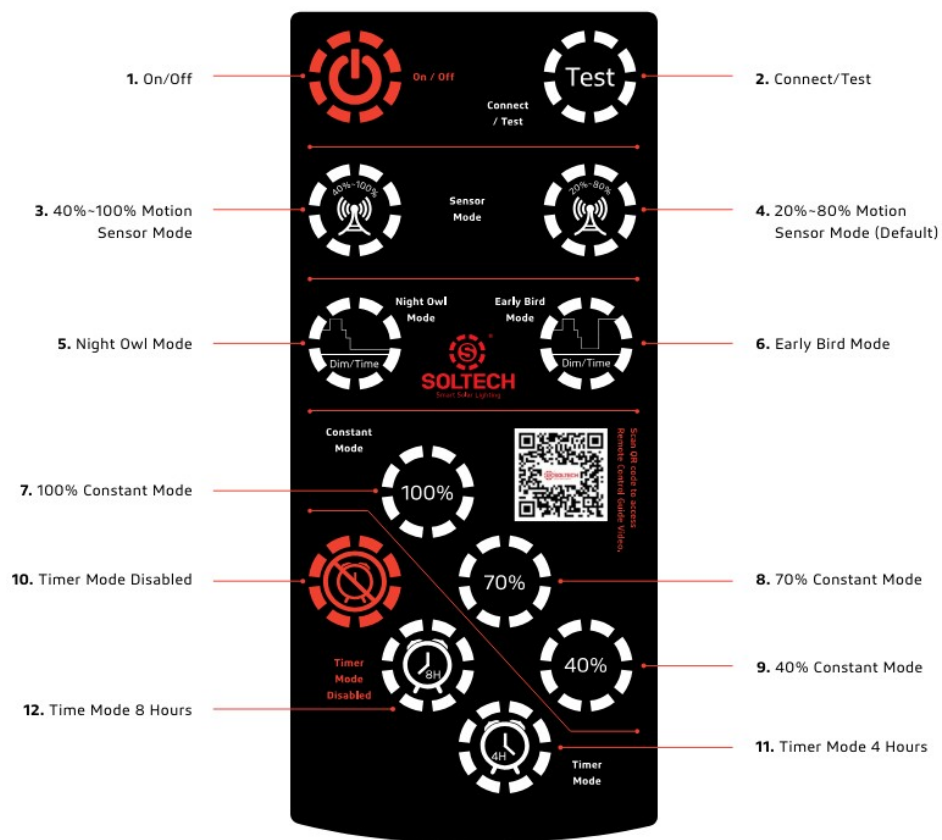 1. On/Off
On / Off
Test
Connect
/ Test
2. Connect/Test
40%~100%
3. 40%~100% Motion
Sensor Mode
Sensor
Mode
20%~80%
4. 20%~80% Motion
Sensor Mode (Default)
Night Owl
Mode
Dim/Time
5. Night Owl Mode
Early Bird
Mode
Dim/Time
6. Early Bird Mode
S
SOLTECH
Smart Solar Lighting
Constant
Mode
100%
7. 100% Constant Mode
SOLTECH
Scan QR code to access
Remote Control Guide Video.
10. Timer Mode Disabled
70%
8. 70% Constant Mode
Timer
Mode
Disabled
8H
40%
9. 40% Constant Mode
12. Time Mode 8 Hours
4H
Timer
Mode
11. Timer Mode 4 Hours